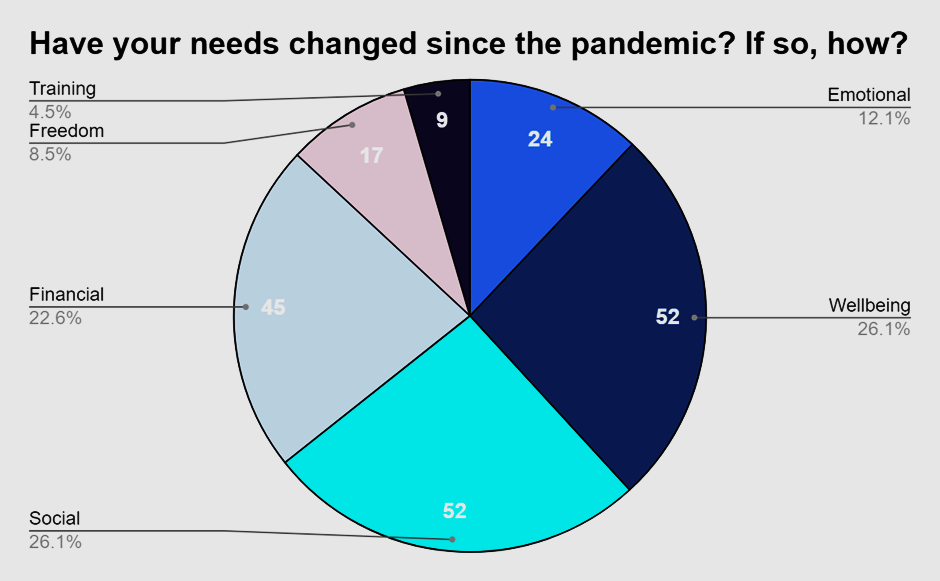 Have your needs changed since the pandemic? If so, how?
Training
4.5%
Freedom
8.5%
Financial
22.6%
Social
26.1%
Emotional
12.1%
Wellbeing
26.1%
9
24
17
45
52
52